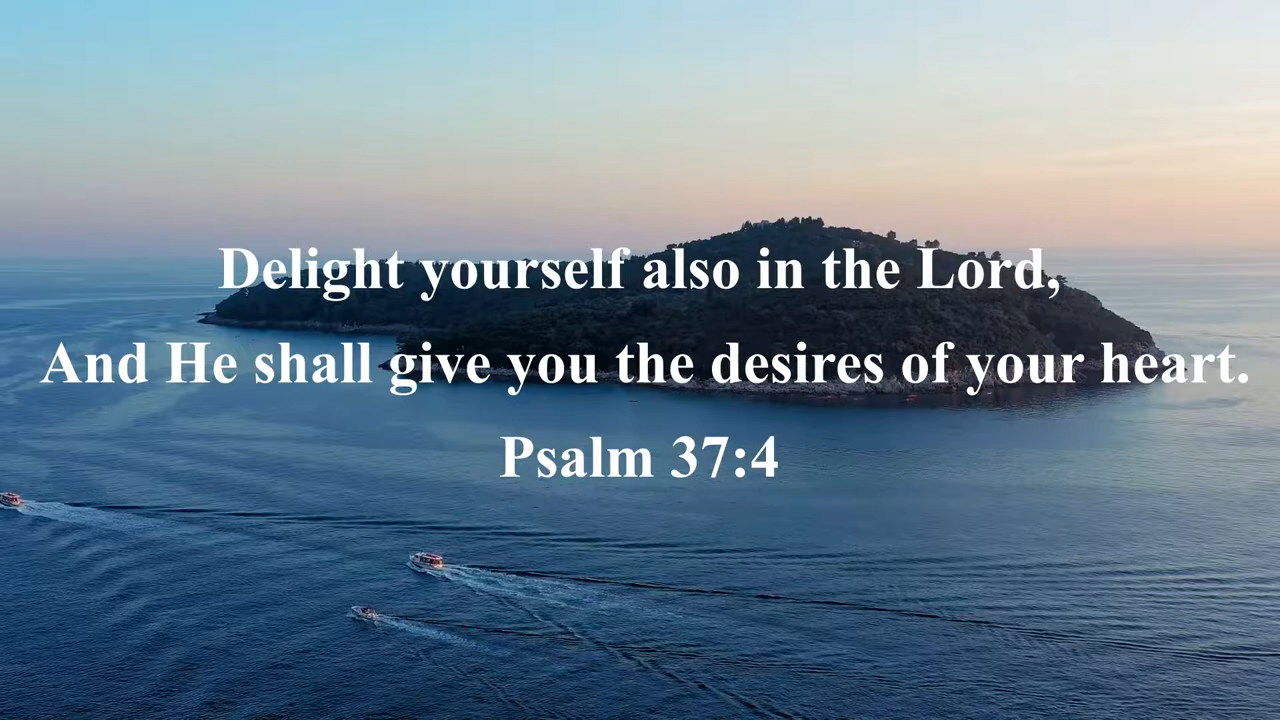 Delight yourself also in the Lord,
And He shall give you the desires of your heart.
Psalm 37:4